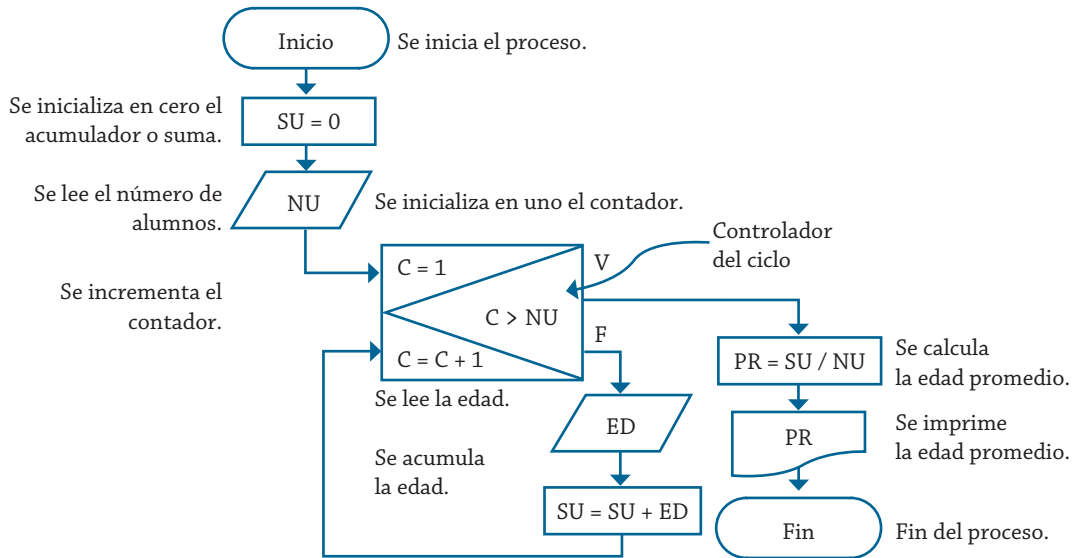 Inicio
Se inicia el proceso.
Se inicializa en cero el
acumulador o suma.
SU = 0
Se lee el número de
alumnos.
NU
Se inicializa en uno el contador.
Controlador
del ciclo
C = 1
V
Se incrementa el
contador.
C > NU
F
C = C + 1
PR = SU / NU
Se calcula
la edad promedio.
Se lee la edad.
ED
PR
Se imprime
la edad promedio.
Se acumula
la edad.
SU = SU + ED
Fin
Fin del proceso.